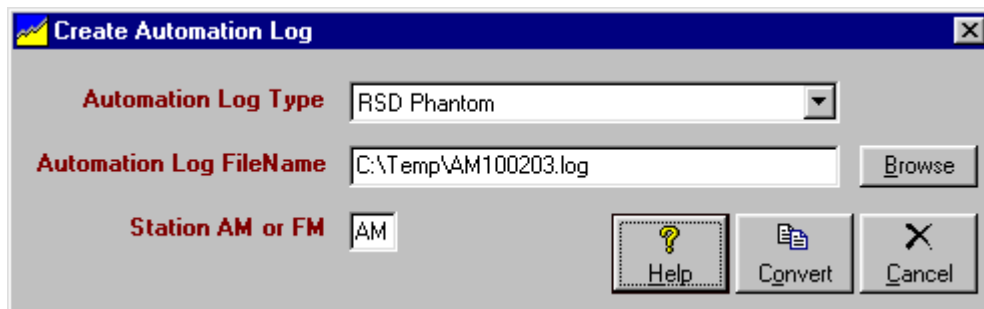 Create Automation Log
Automation Log Type RSD Phantom
Automation Log FileName C:\Temp\AM100203.log Browse
Station AM or FM AM
Help Convert Cancel